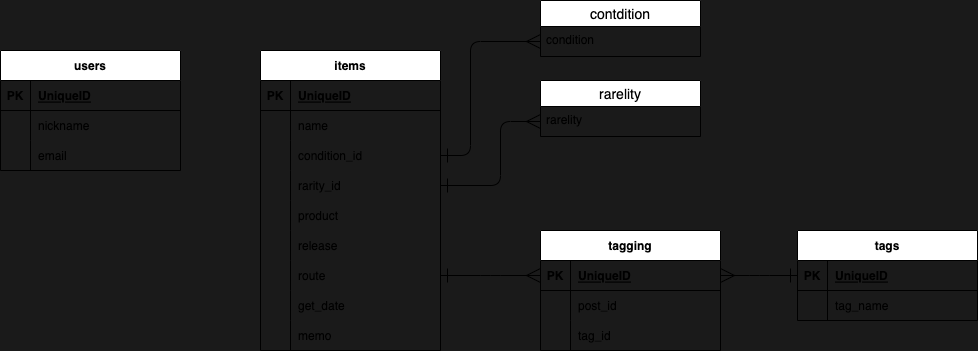 users
PK UniqueID
nickname
email
items
PK UniqueID
name
condition_id
rarity_id
product
release
route
get_date
memo
contdition
condition
rarelity
rarelity
tagging
PK UniqueID
post_id
tag_id
tags
PK UniqueID
tag_name